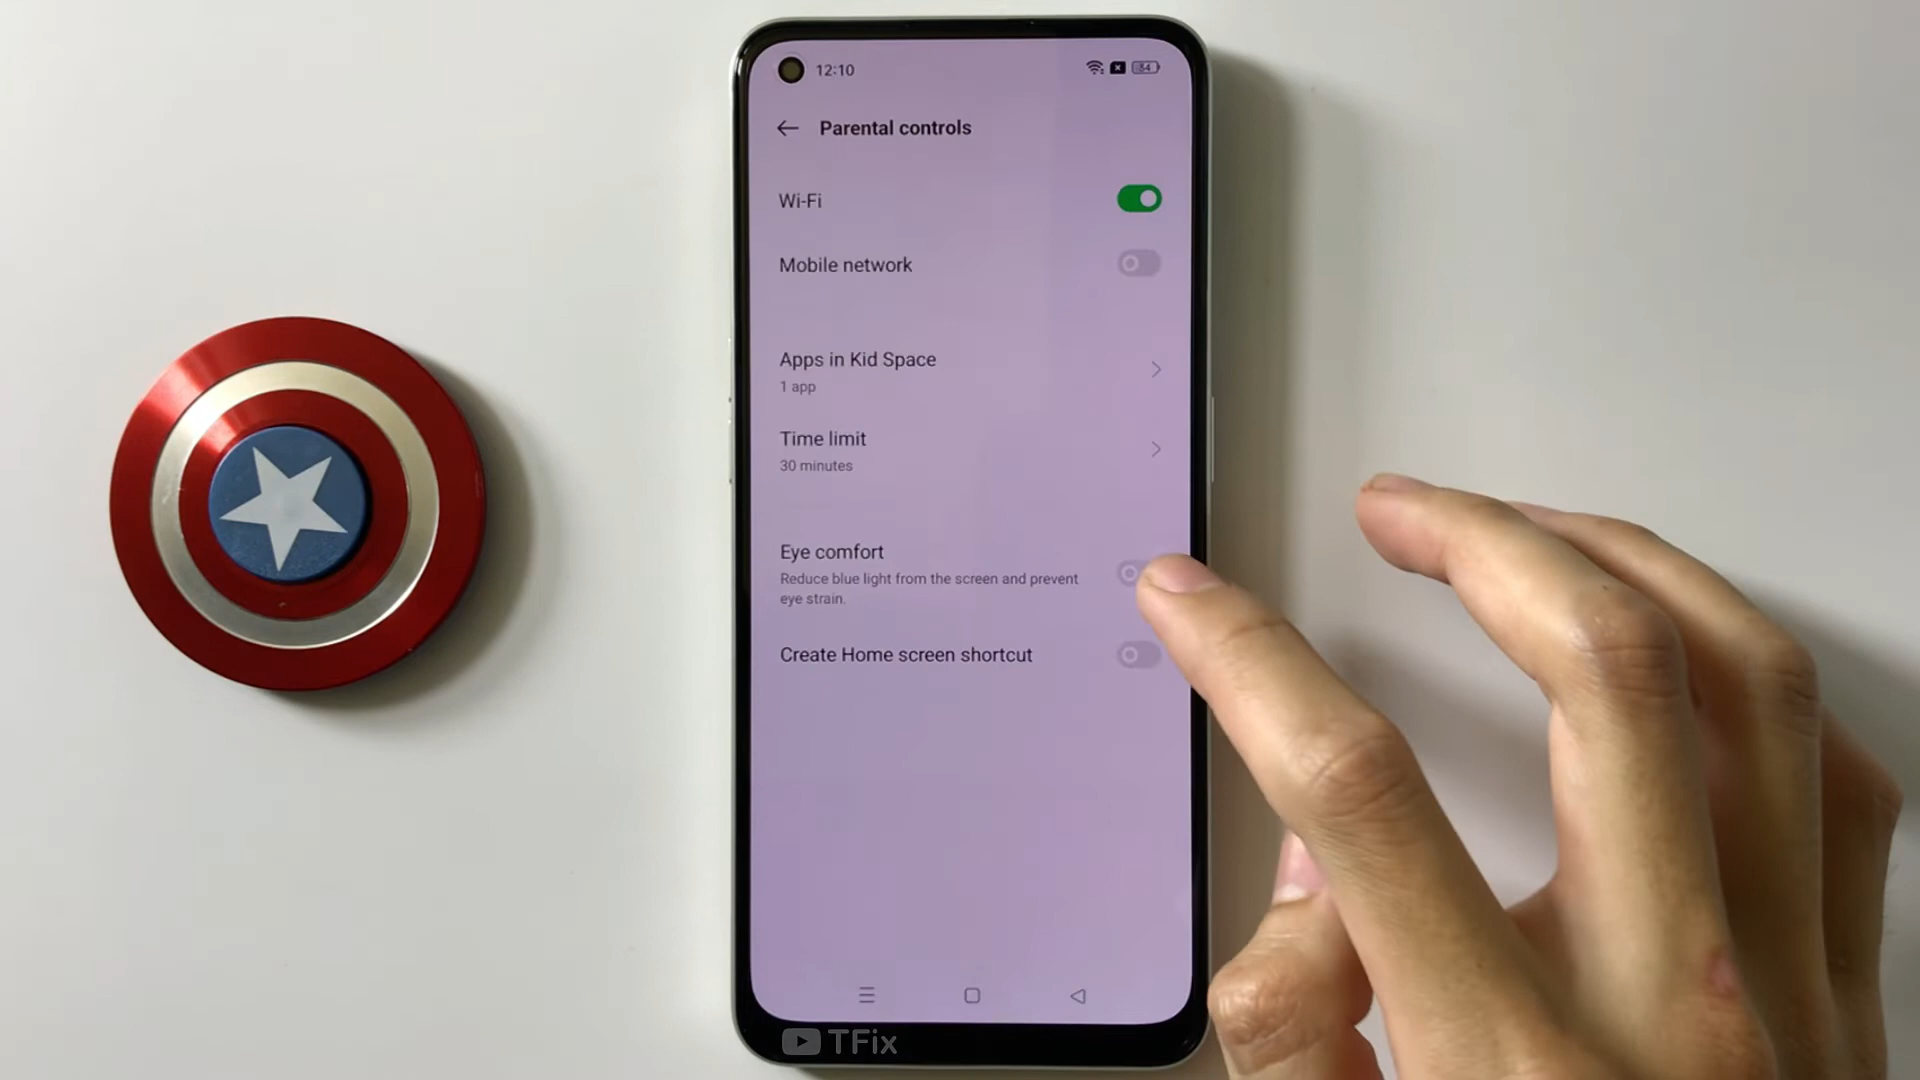 12:10
54
Parental controls
Wi-Fi
Mobile network
Apps in Kid Space
1 app
Time limit
30 minutes
Eye comfort
Reduce blue light from the screen and prevent
eye strain.
Create Home screen shortcut
TFix